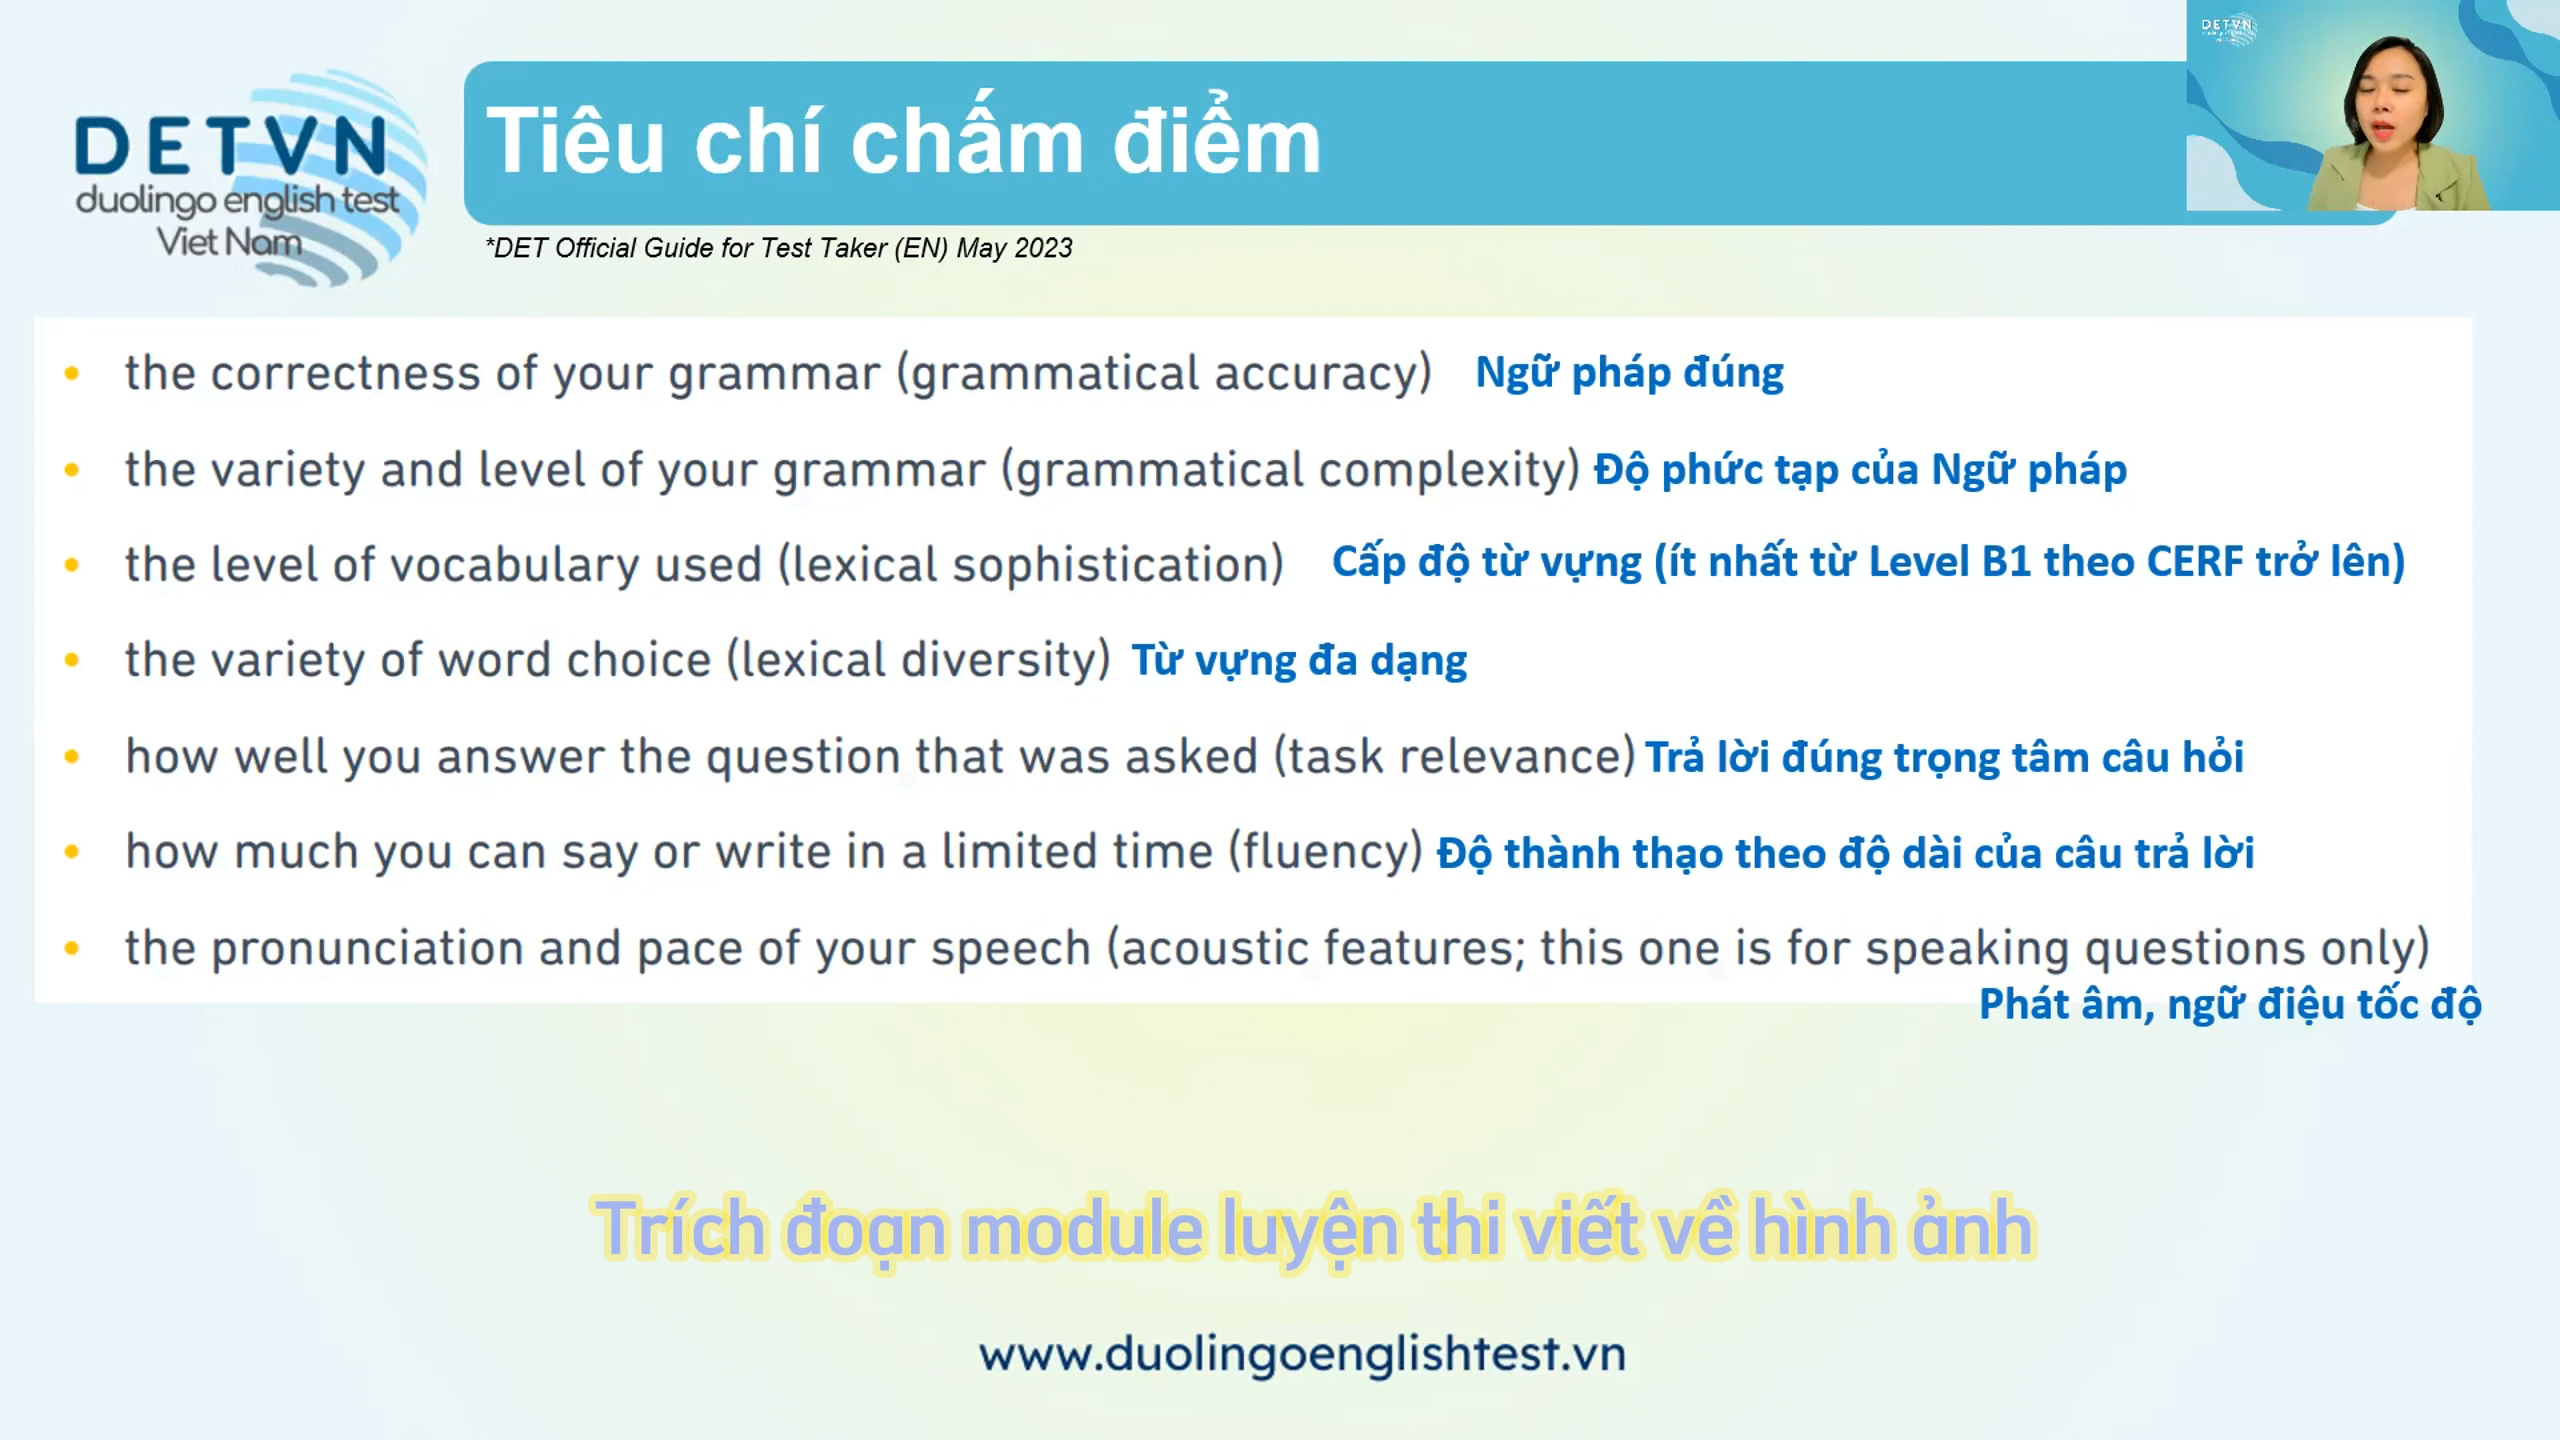 DETVN
duolingo english test
Viet Nam
Tiêu chí chấm điểm
DETVN
*DET Official Guide for Test Taker (EN) May 2023
• the correctness of your grammar (grammatical accuracy) Ngữ pháp đúng
• the variety and level of your grammar (grammatical complexity) Độ phức tạp của Ngữ pháp
• the level of vocabulary used (lexical sophistication) Cấp độ từ vựng (ít nhất từ Level B1 theo CERF trở lên)
• the variety of word choice (lexical diversity) Từ vựng đa dạng
• how well you answer the question that was asked (task relevance) Trả lời đúng trọng tâm câu hỏi
• how much you can say or write in a limited time (fluency) Độ thành thạo theo độ dài của câu trả lời
• the pronunciation and pace of your speech (acoustic features; this one is for speaking questions only)
Phát âm, ngữ điệu tốc độ
Trích đoạn module luyện thi viết về hình ảnh
www.duolingoenglishtest.vn